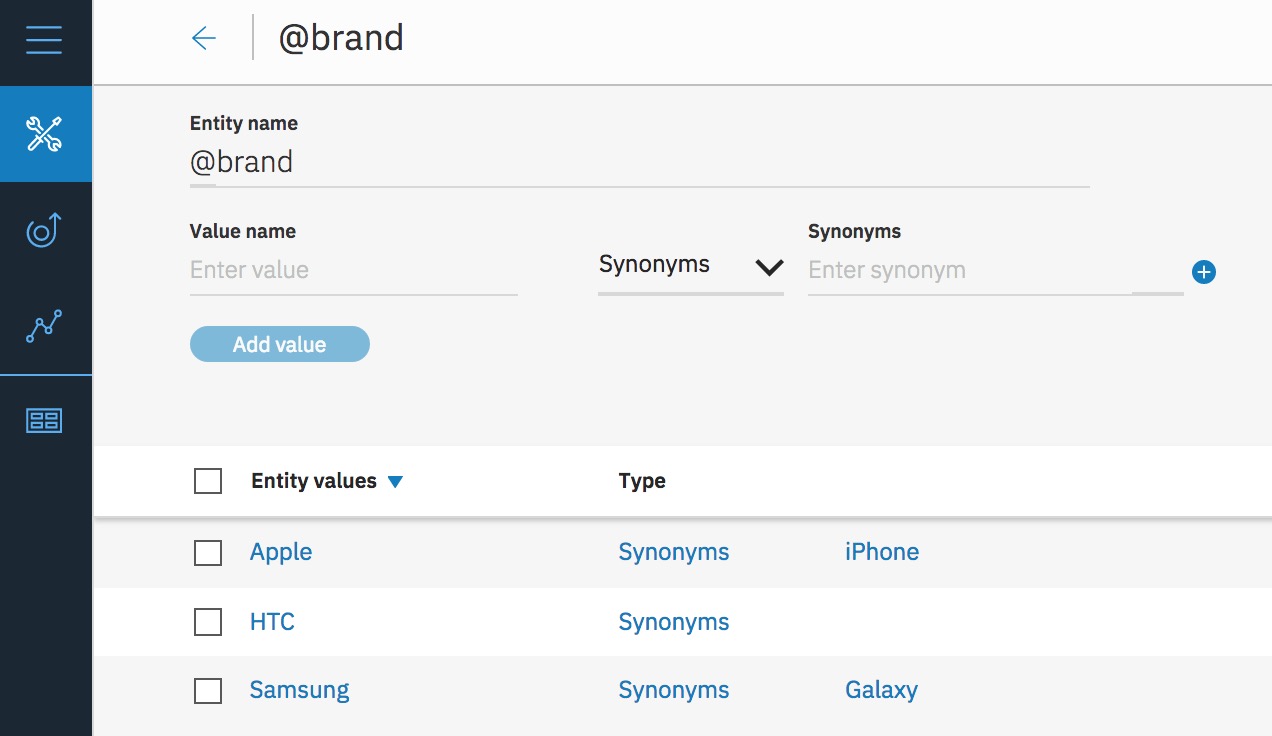 @brand
Entity name
@brand
Value name
Synonyms
Synonyms
Enter value
Enter synonym
Add value
Entity values Type
Apple Synonyms iPhone
HTC Synonyms
Samsung Synonyms Galaxy